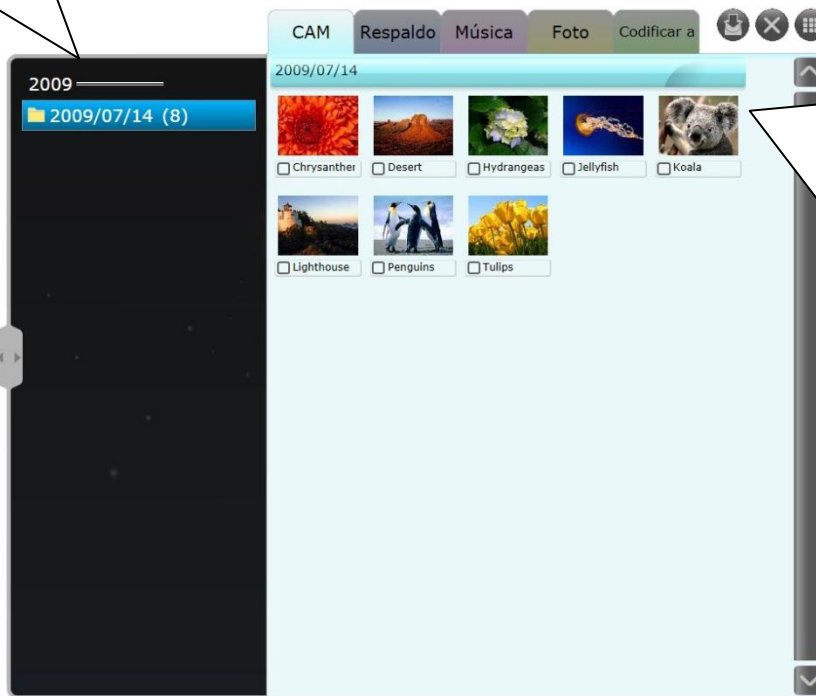 CAM Respaldo Música Foto Codificar a
2009
2009/07/14 (8)
2009/07/14
Chrysanther Desert Hydrangeas Jellyfish Koala
Lighthouse Penguins Tulips